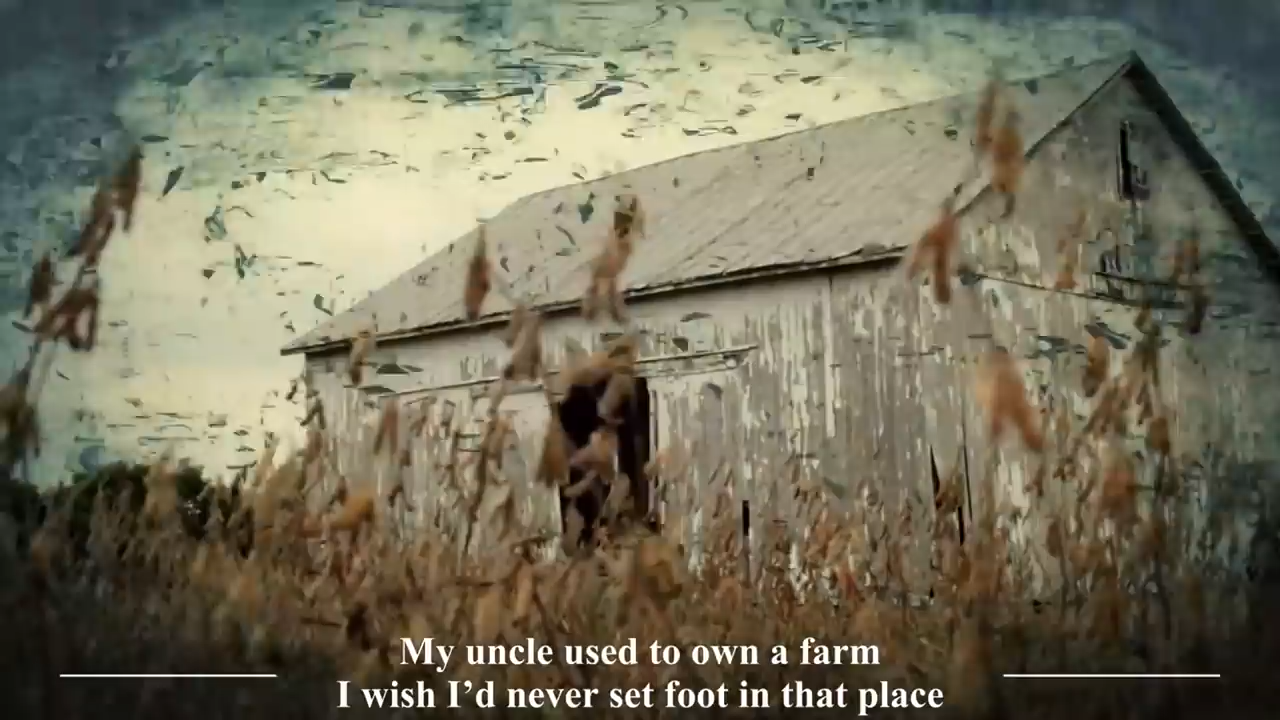 My uncle used to own a farm
I wish I’d never set foot in that place